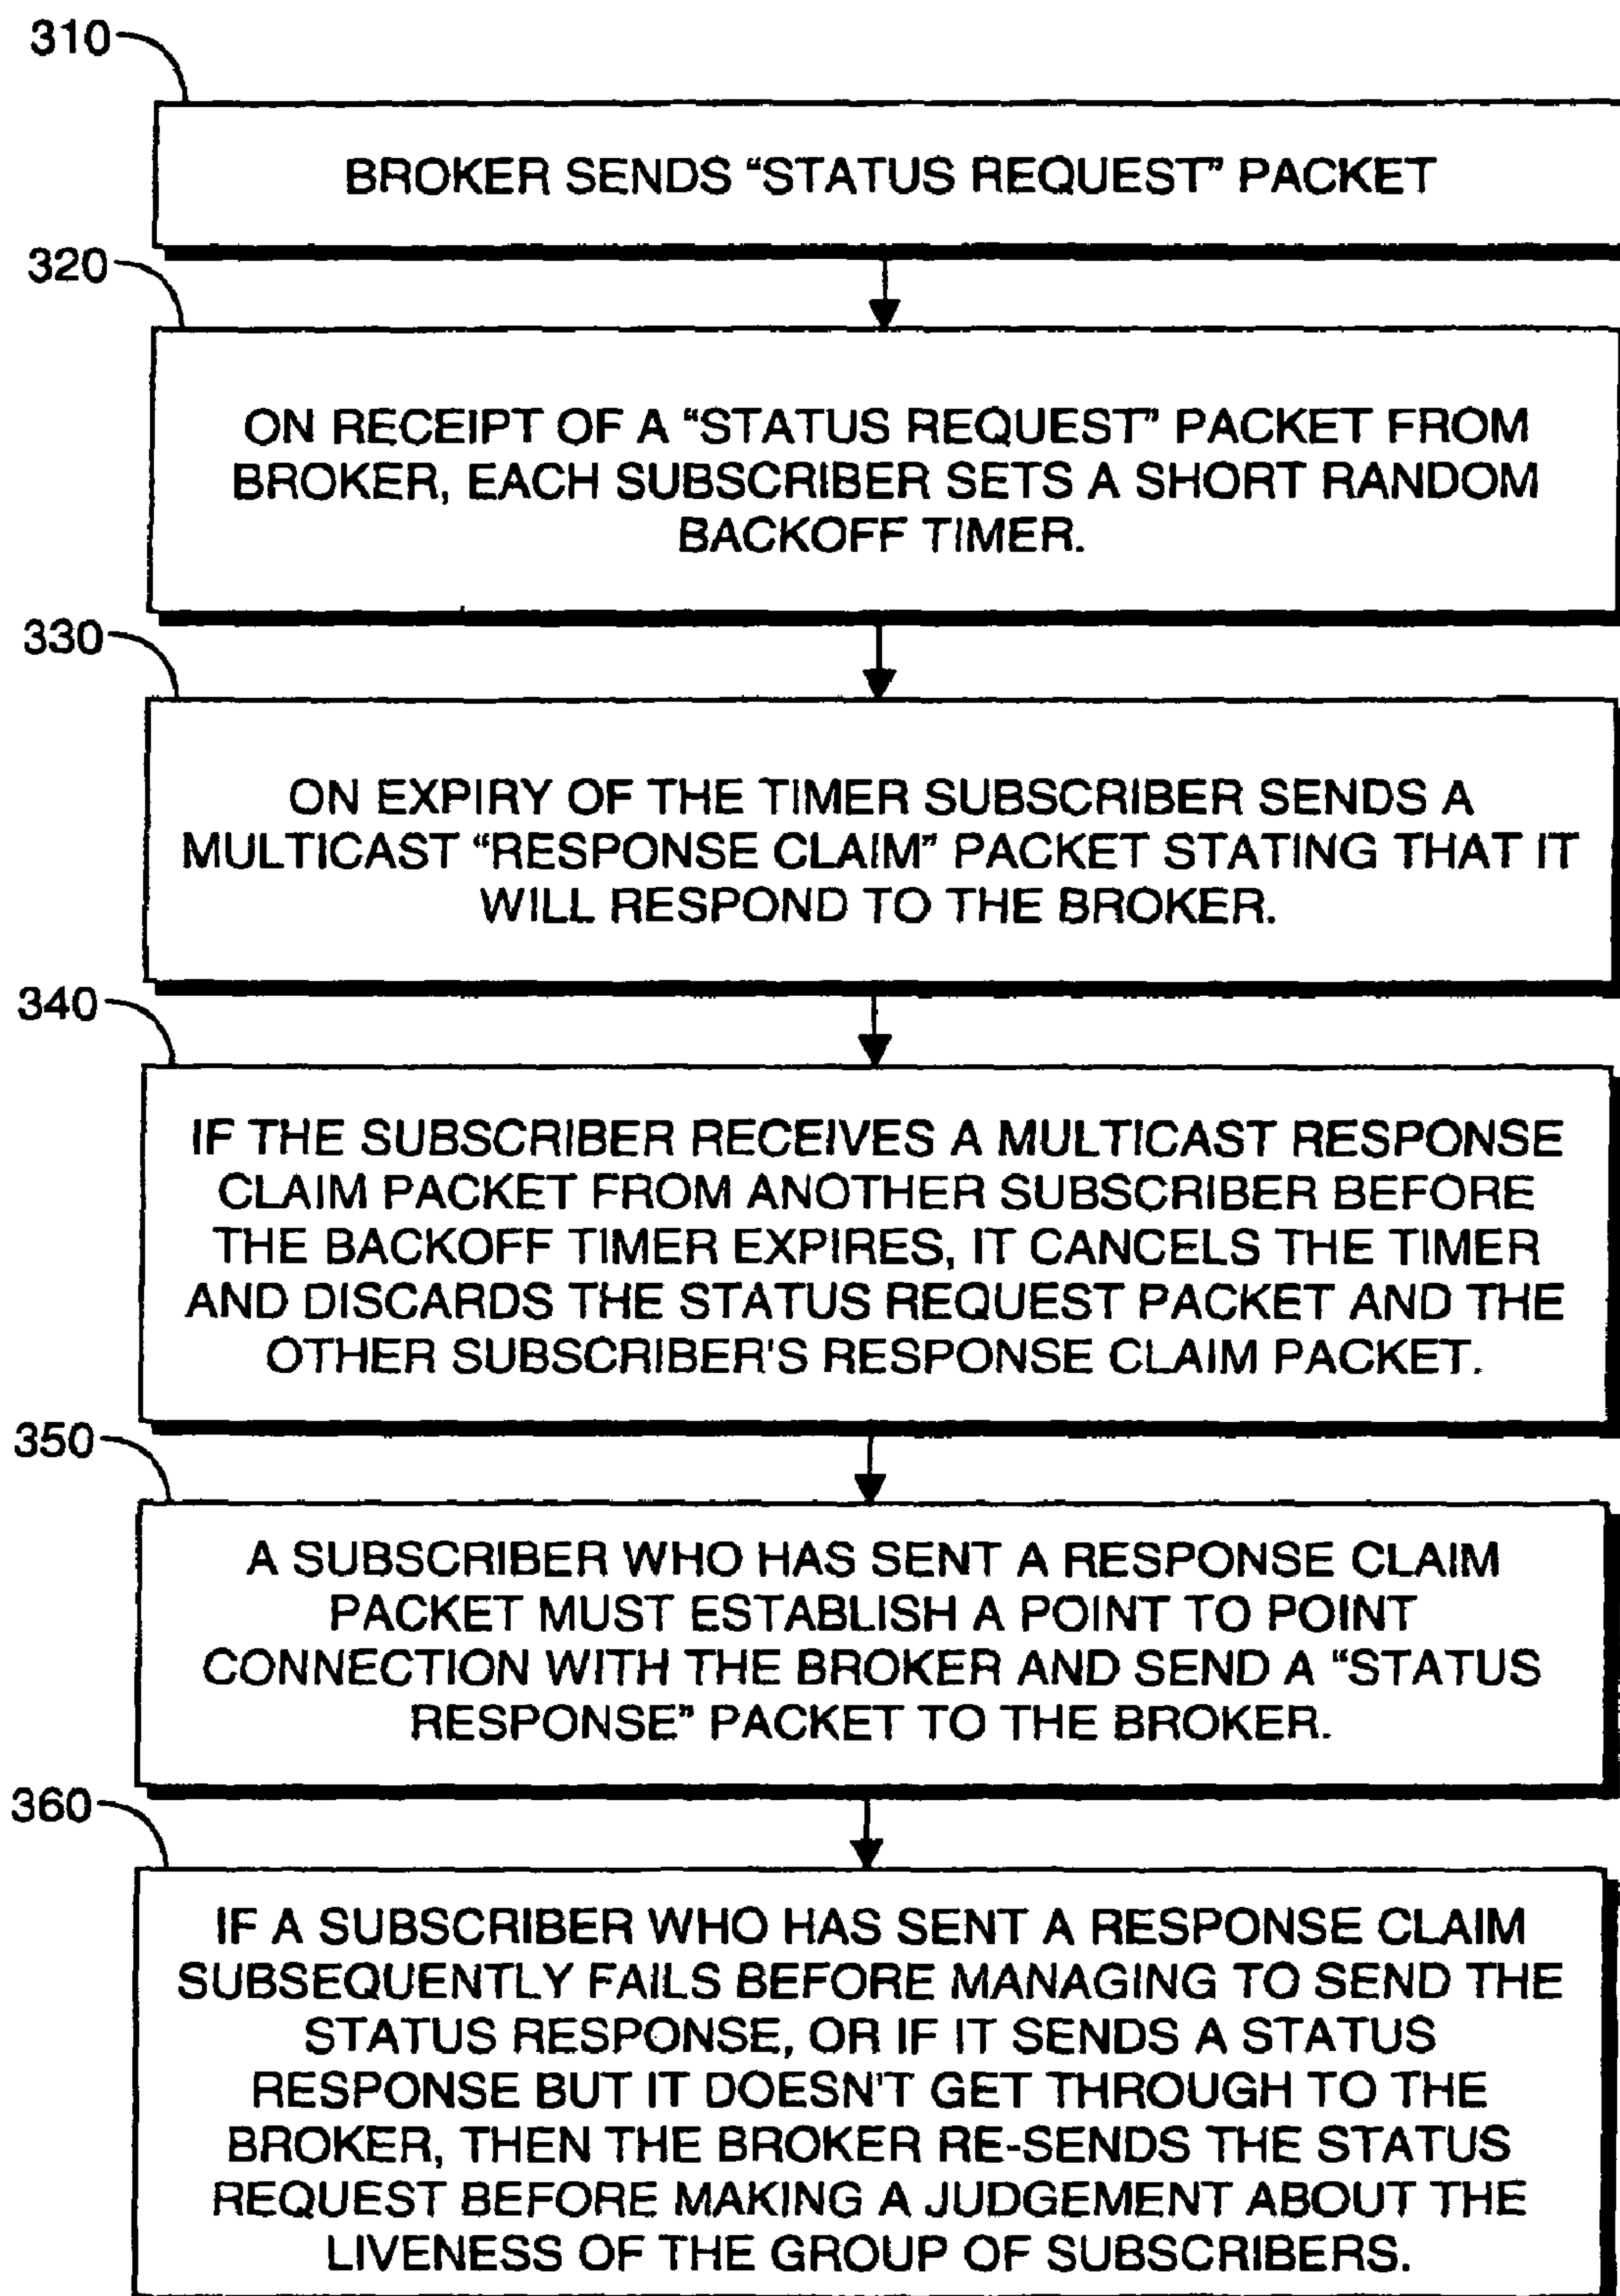 310
BROKER SENDS “STATUS REQUEST” PACKET
320
ON RECEIPT OF A “STATUS REQUEST” PACKET FROM
BROKER, EACH SUBSCRIBER SETS A SHORT RANDOM
BACKOFF TIMER.
330
ON EXPIRY OF THE TIMER SUBSCRIBER SENDS A
MULTICAST “RESPONSE CLAIM” PACKET STATING THAT IT
WILL RESPOND TO THE BROKER.
340
IF THE SUBSCRIBER RECEIVES A MULTICAST RESPONSE
CLAIM PACKET FROM ANOTHER SUBSCRIBER BEFORE
THE BACKOFF TIMER EXPIRES, IT CANCELS THE TIMER
AND DISCARDS THE STATUS REQUEST PACKET AND THE
OTHER SUBSCRIBER'S RESPONSE CLAIM PACKET.
350
A SUBSCRIBER WHO HAS SENT A RESPONSE CLAIM
PACKET MUST ESTABLISH A POINT TO POINT
CONNECTION WITH THE BROKER AND SEND A “STATUS
RESPONSE” PACKET TO THE BROKER.
360
IF A SUBSCRIBER WHO HAS SENT A RESPONSE CLAIM
SUBSEQUENTLY FAILS BEFORE MANAGING TO SEND THE
STATUS RESPONSE, OR IF IT SENDS A STATUS
RESPONSE BUT IT DOESN'T GET THROUGH TO THE
BROKER, THEN THE BROKER RE-SENDS THE STATUS
REQUEST BEFORE MAKING A JUDGEMENT ABOUT THE
LIVENESS OF THE GROUP OF SUBSCRIBERS.